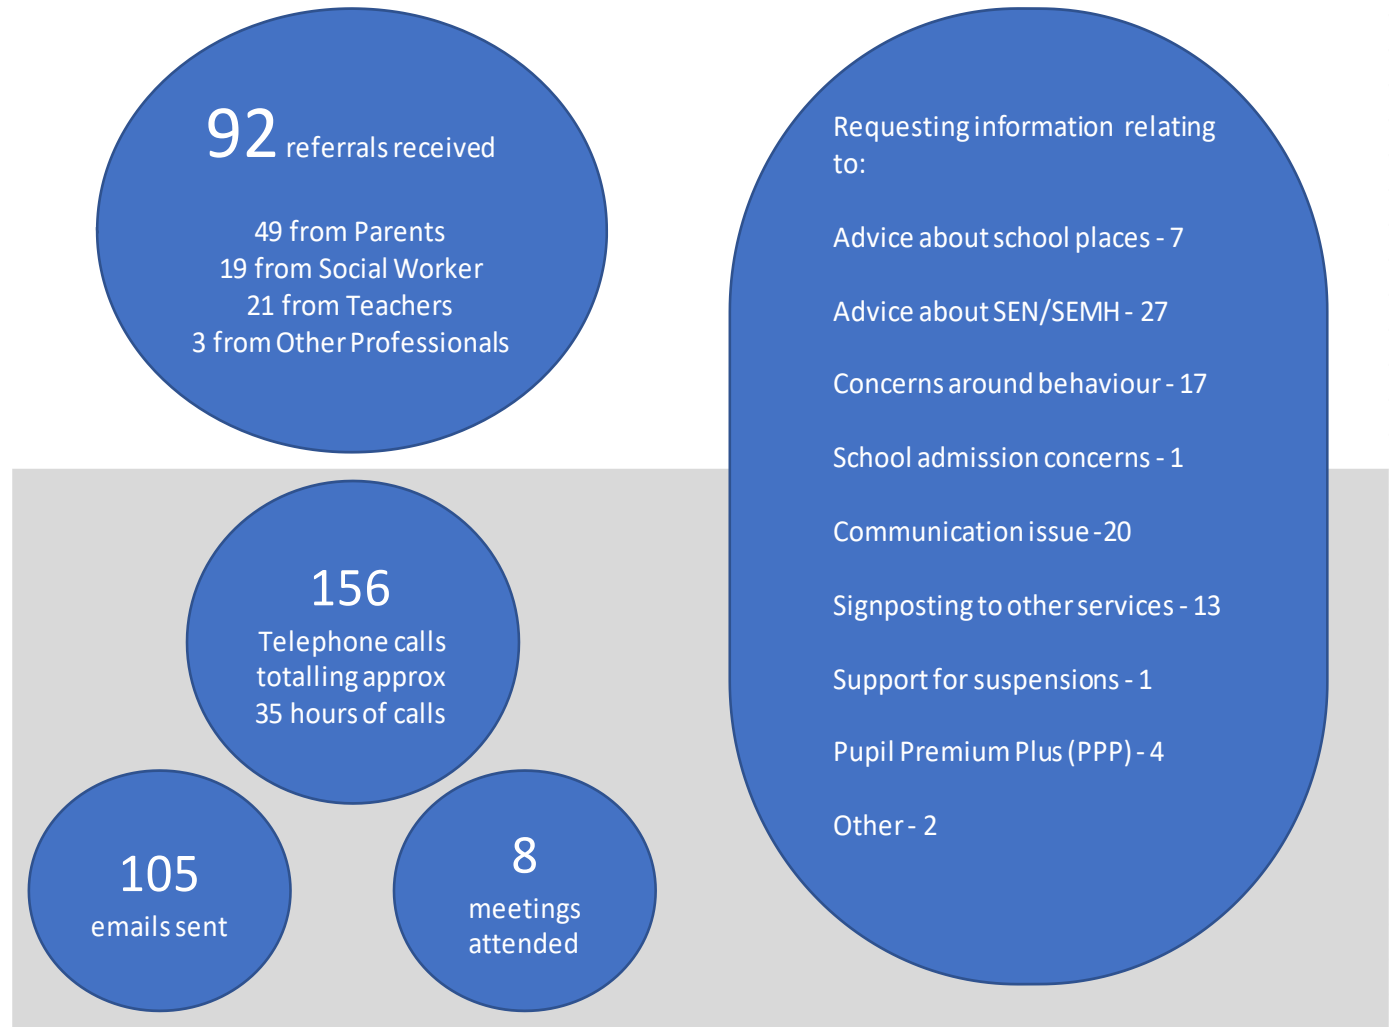 92 referrals received
49 from Parents
19 from Social Worker
21 from Teachers
3 from Other Professionals
156
Telephone calls
totalling approx
35 hours of calls
105
emails sent
8
meetings
attended
Requesting information relating
to:
Advice about school places - 7
Advice about SEN/SEMH - 27
Concerns around behaviour - 17
School admission concerns - 1
Communication issue -20
Signposting to other services - 13
Support for suspensions - 1
Pupil Premium Plus (PPP) - 4
Other - 2